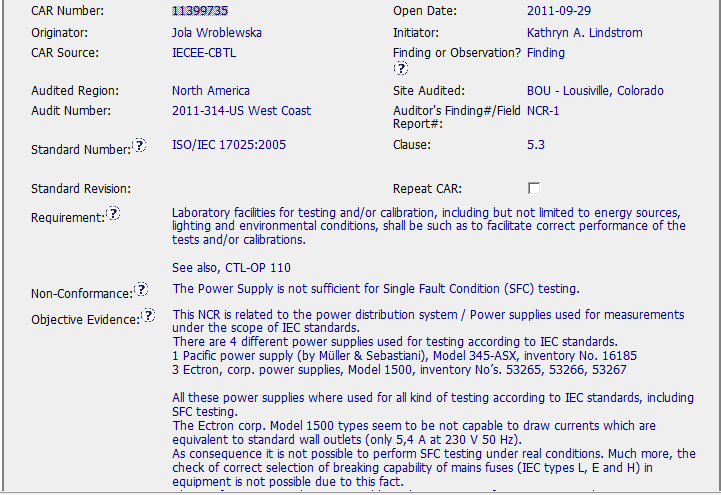 CAR Number: 11399735 Open Date: 2011-09-29
Originator: Jola Wroblewska Initiator: Kathryn A. Lindstrom
CAR Source: IECEE-CBTL Finding or Observation? Finding
?
Audited Region: North America Site Audited: BOU - Lousiville, Colorado
Audit Number: 2011-314-US West Coast Auditor's Finding#/Field NCR-1
Report#:
Standard Number: ? ISO/IEC 17025:2005 Clause: 5.3
Standard Revision: Repeat CAR:
Requirement: ? Laboratory facilities for testing and/or calibration, including but not limited to energy sources,
lighting and environmental conditions, shall be such as to facilitate correct performance of the
tests and/or calibrations.
See also, CTL-OP 110
Non-Conformance: ? The Power Supply is not sufficient for Single Fault Condition (SFC) testing.
Objective Evidence: ? This NCR is related to the power distribution system / Power supplies used for measurements
under the scope of IEC standards.
There are 4 different power supplies used for testing according to IEC standards.
1 Pacific power supply (by Müller & Sebastiani), Model 345-ASX, inventory No. 16185
3 Ectron, corp. power supplies, Model 1500, inventory No's. 53265, 53266, 53267
All these power supplies where used for all kind of testing according to IEC standards, including
SFC testing.
The Ectron corp. Model 1500 types seem to be not capable to draw currents which are
equivalent to standard wall outlets (only 5,4 A at 230 V 50 Hz).
As consequence it is not possible to perform SFC testing under real conditions. Much more, the
check of correct selection of breaking capability of mains fuses (IEC types L, E and H) in
equipment is not possible due to this fact.